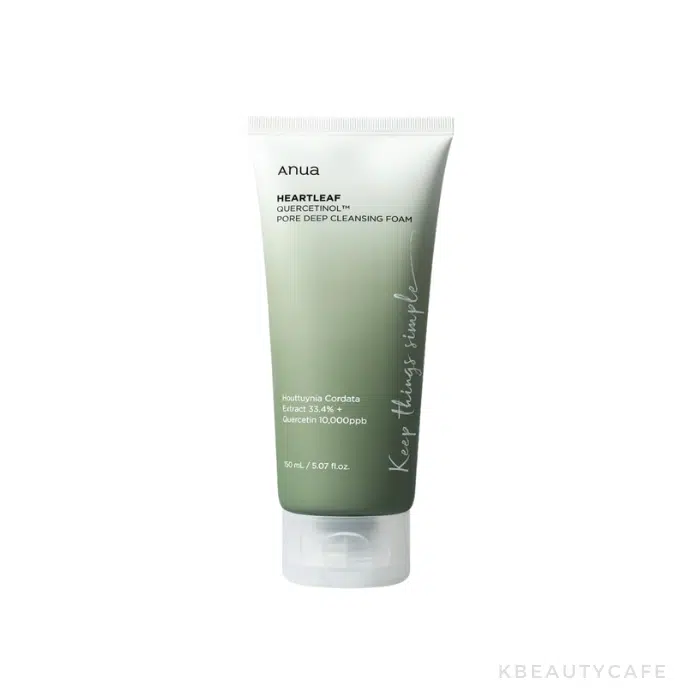 Anua
HEARTLEAF
QUERCETINOL™
PORE DEEP CLEANSING FOAM
Keep things simple
Houttuynia Cordata
Extract 33.4% +
Quercetin 10,000ppb
150 mL / 5.07 fl.oz.
KBEAUTYCAFE